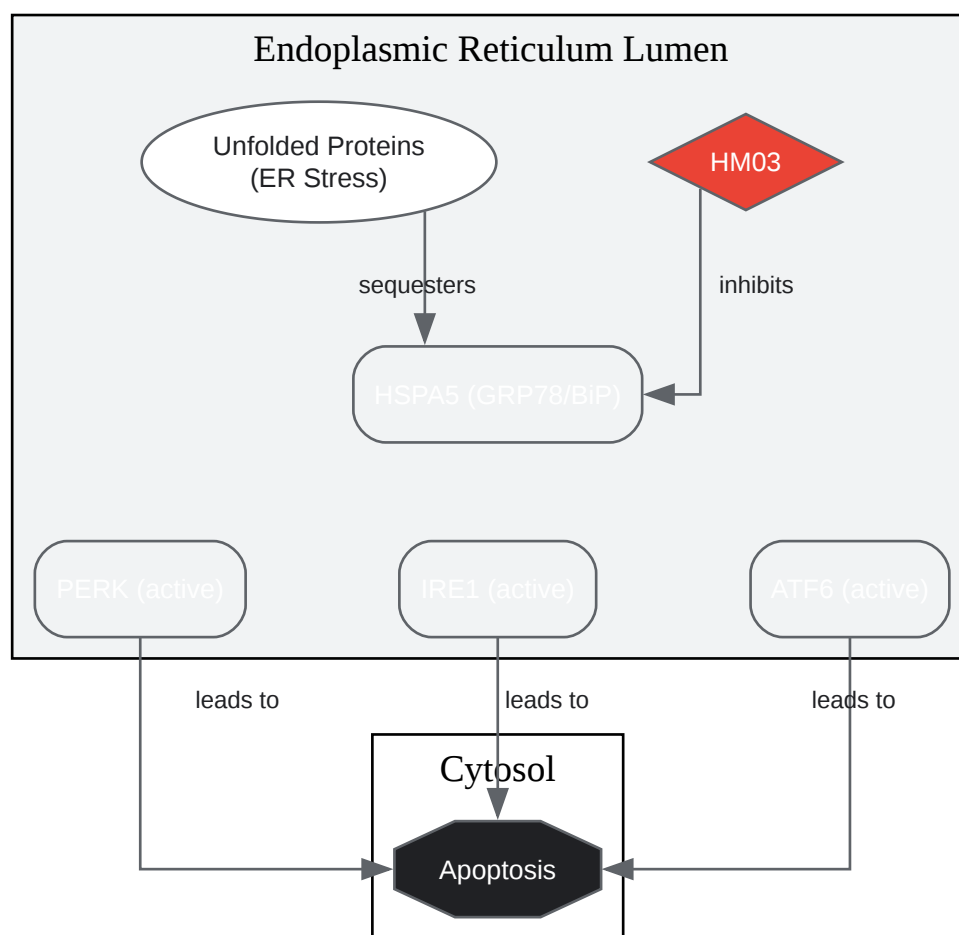 Endoplasmic Reticulum Lumen
Unfolded Proteins
(ER Stress)
HM03
sequesters
inhibits
HSPA5 (GRP78/BiP)
PERK (active)
IRE1 (active)
ATF6 (active)
leads to
leads to
leads to
Cytosol
Apoptosis